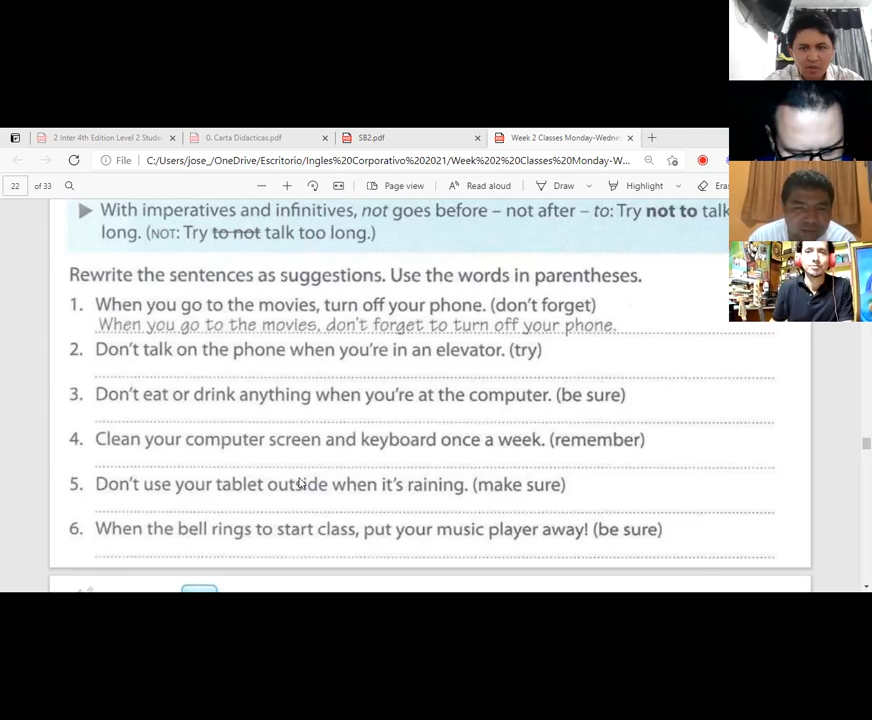 2 Inter 4th Edition Level 2 Stude
0. Carta Didacticas.pdf
SB2.pdf
Week 2 Classes Monday-Wedne
File
C:/Users/jose_/OneDrive/Escritorio/Ingles%20Corporativo%202021/Week%202%20Classes%20Monday-W...
22 of 33
Page view
Read aloud
Draw
Highlight
Eras
With imperatives and infinitives, not goes before – not after – to: Try not to talk
long. (NOT: Try to not talk too long.)
Rewrite the sentences as suggestions. Use the words in parentheses.
1. When you go to the movies, turn off your phone. (don't forget)
When you go to the movies, don't forget to turn off your phone.
2. Don't talk on the phone when you're in an elevator. (try)
3. Don't eat or drink anything when you're at the computer. (be sure)
4. Clean your computer screen and keyboard once a week. (remember)
5. Don't use your tablet outside when it's raining. (make sure)
6. When the bell rings to start class, put your music player away! (be sure)